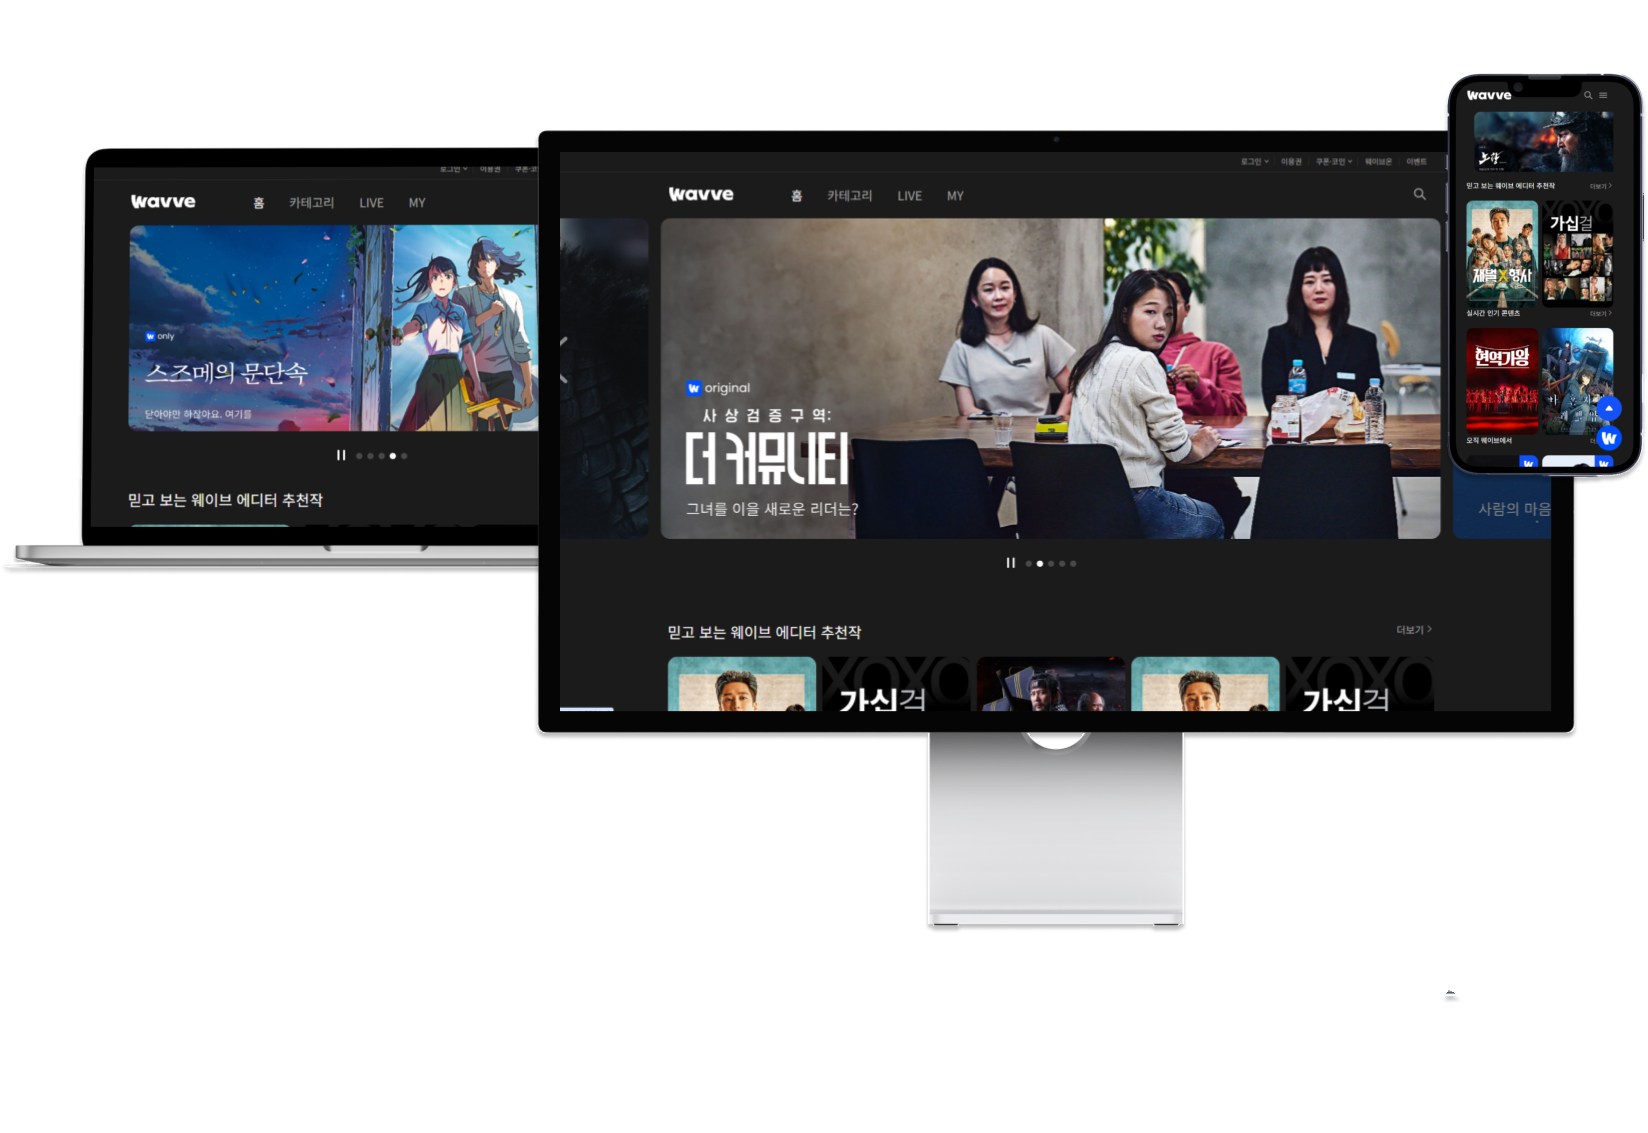 로그인 이용권
wavve 홈 카테고리 LIVE MY
w only
스즈메의 문단속
닫아야만 하잖아요. 여기를
믿고 보는 웨이브 에디터 추천작
로그인 이용권 쿠폰·코인 웨이브온 이벤트
wavve 홈 카테고리 LIVE MY
w original
사상검증구역:
더 커뮤니티
그녀를 이을 새로운 리더는?
사람의 마음
믿고 보는 웨이브 에디터 추천작 더보기
가십걸 가십걸
wavve
노량
믿고 보는 웨이브 에디터 추천작 더보기
재벌X형사 가십걸
실시간 인기 콘텐츠 더보기
현역가왕
W
오직 웨이브에서
w w